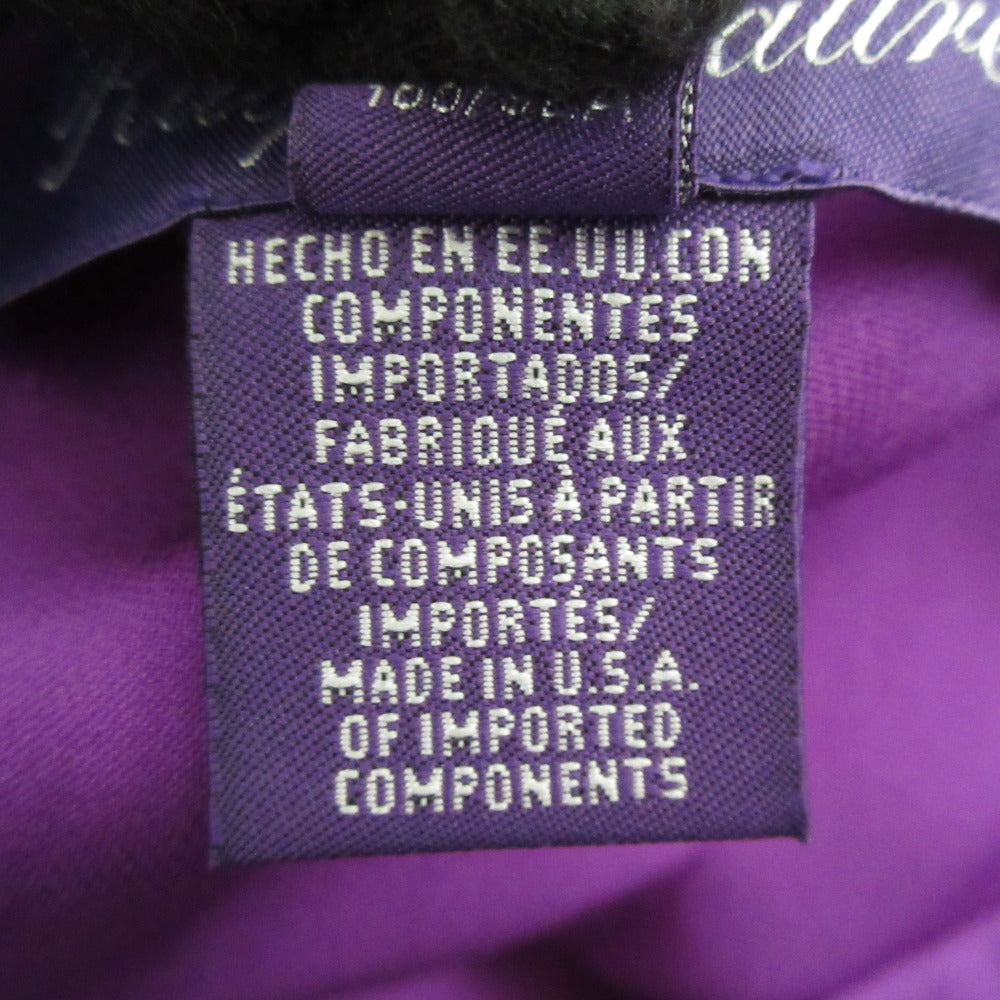 HECHO EN EE.UU.CON
COMPONENTES
IMPORTADOS/
FABRIQUÉ AUX
ÉTATS-UNIS À PARTIR
DE COMPOSANTS
IMPORTÉS/
MADE IN U.S.A.
OF IMPORTED
COMPONENTS